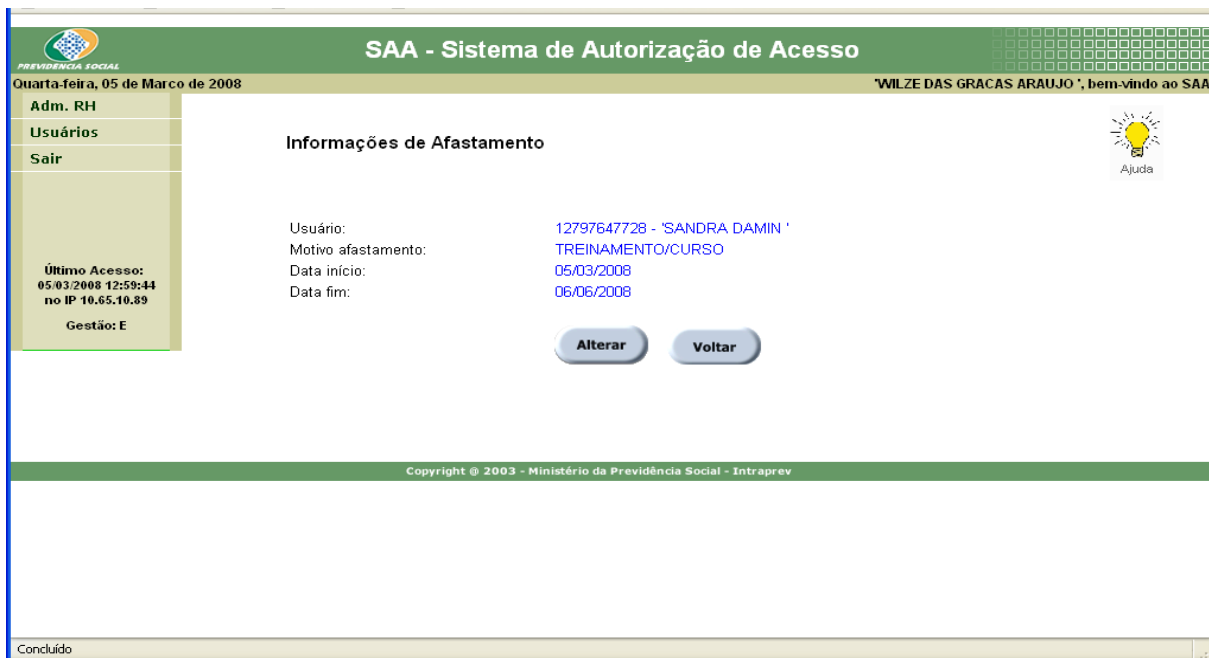 PREVIDENCIA SOCIAL
SAA - Sistema de Autorização de Acesso
Quarta-feira, 05 de Março de 2008
'WILZE DAS GRACAS ARAUJO ', bem-vindo ao SAA
Adm. RH
Usuários
Sair
Informações de Afastamento
Ajuda
Usuário: 12797647728 - 'SANDRA DAMIN '
Motivo afastamento: TREINAMENTO/CURSO
Data início: 05/03/2008
Data fim: 06/06/2008
Último Acesso:
05/03/2008 12:59:44
no IP 10.65.10.89
Gestão: E
Alterar Voltar
Copyright @ 2003 - Ministério da Previdência Social - Intraprev
Concluído